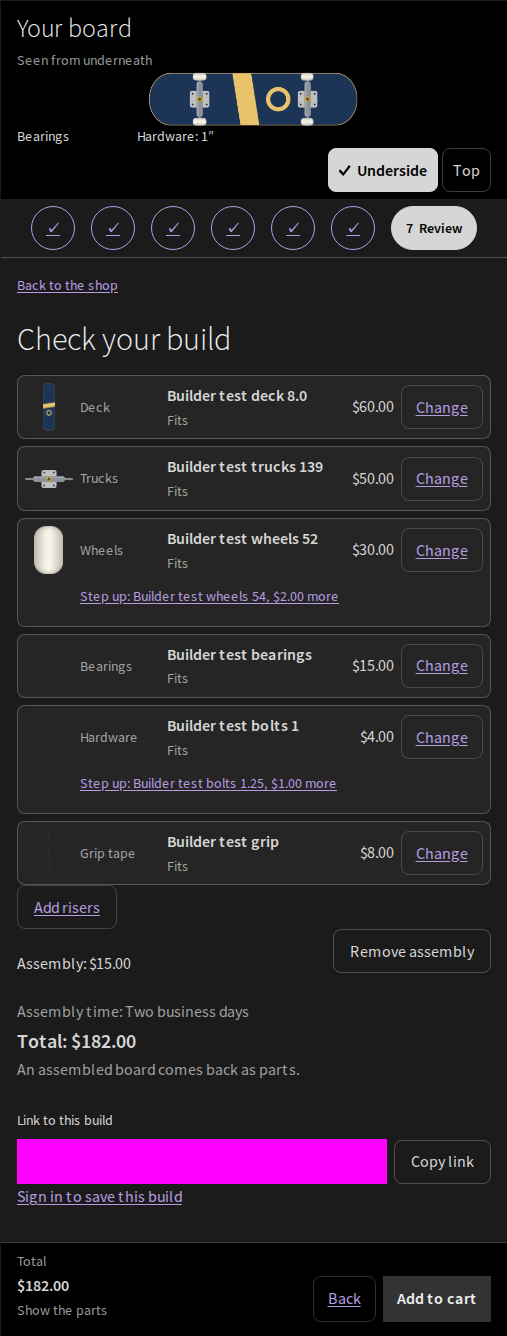 Your board
Seen from underneath
Bearings
Hardware: 1″
✓ Underside
Top
✓ ✓ ✓ ✓ ✓ ✓ 7 Review
Back to the shop
Check your build
Deck
Builder test deck 8.0
Fits
$60.00
Change
Trucks
Builder test trucks 139
Fits
$50.00
Change
Wheels
Builder test wheels 52
Fits
$30.00
Change
Step up: Builder test wheels 54, $2.00 more
Bearings
Builder test bearings
Fits
$15.00
Change
Hardware
Builder test bolts 1
Fits
$4.00
Change
Step up: Builder test bolts 1.25, $1.00 more
Grip tape
Builder test grip
Fits
$8.00
Change
Add risers
Assembly: $15.00
Remove assembly
Assembly time: Two business days
Total: $182.00
An assembled board comes back as parts.
Link to this build
Copy link
Sign in to save this build
Total
$182.00
Show the parts
Back
Add to cart